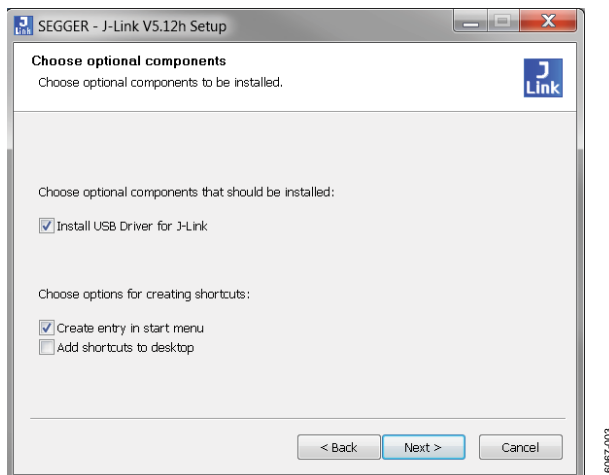 SEGGER - J-Link V5.12h Setup
Choose optional components
Choose optional components to be installed.
J
Link
Choose optional components that should be installed:
Install USB Driver for J-Link
Choose options for creating shortcuts:
Create entry in start menu
Add shortcuts to desktop
< Back
Next >
Cancel